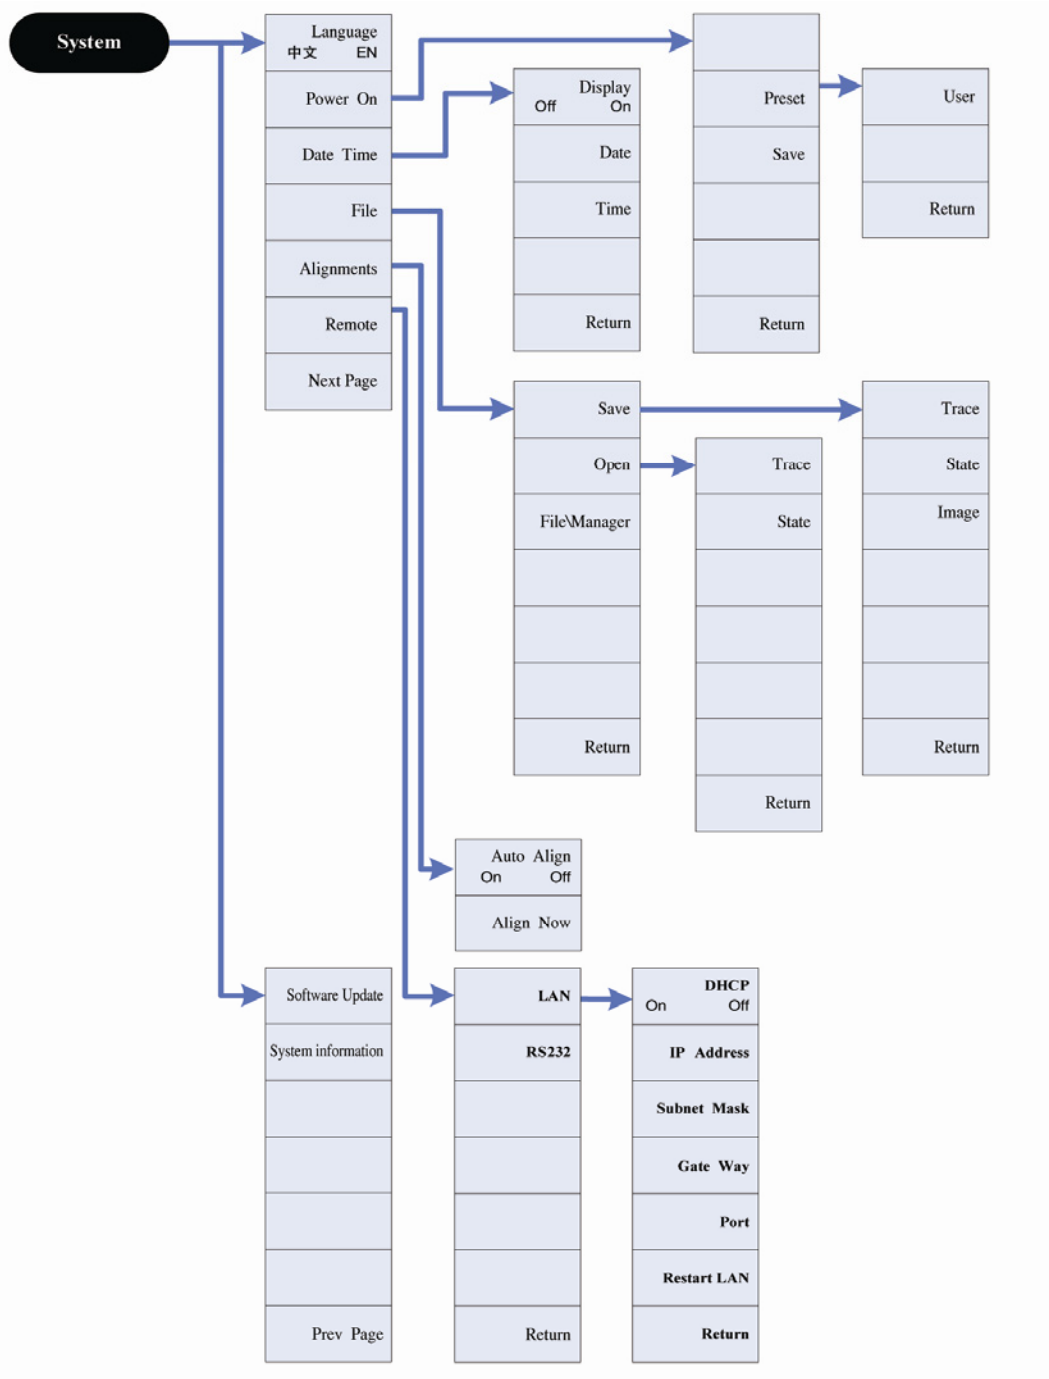 System
Language
中文 EN
Power On
Date Time
File
Alignments
Remote
Next Page
Display
Off On
Date
Time
Return
Preset
Save
Return
User
Return
Save
Open
File\Manager
Return
Trace
State
Return
Trace
State
Image
Return
Auto Align
On Off
Align Now
Software Update
System information
Prev Page
LAN
RS232
Return
DHCP
On Off
IP Address
Subnet Mask
Gate Way
Port
Restart LAN
Return